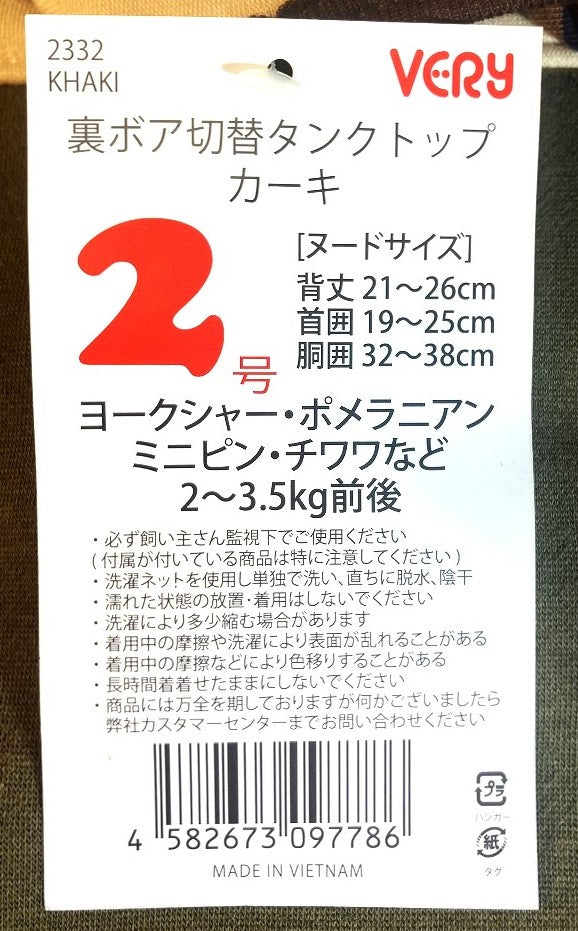 2332
KHAKI
VERY
裏ボア切替タンクトップ
カーキ
2号
[ヌードサイズ]
背丈 21〜26cm
首囲 19〜25cm
胴囲 32〜38cm
ヨークシャー・ポメラニアン
ミニピン・チワワなど
2〜3.5kg前後
・必ず飼い主さん監視下でご使用ください
(付属が付いている商品は特に注意してください)
・洗濯ネットを使用し単独で洗い、直ちに脱水、陰干
・濡れた状態の放置・着用はしないでください
・洗濯により多少縮む場合があります
・着用中の摩擦や洗濯により表面が乱れることがある
・着用中の摩擦などにより色移りすることがある
・長時間着着せたままにしないでください
・商品には万全を期しておりますが何かございましたら
弊社カスタマーセンターまでお問い合わせください
4 582673 097786
MADE IN VIETNAM
プラ
ハンガー
紙
タグ